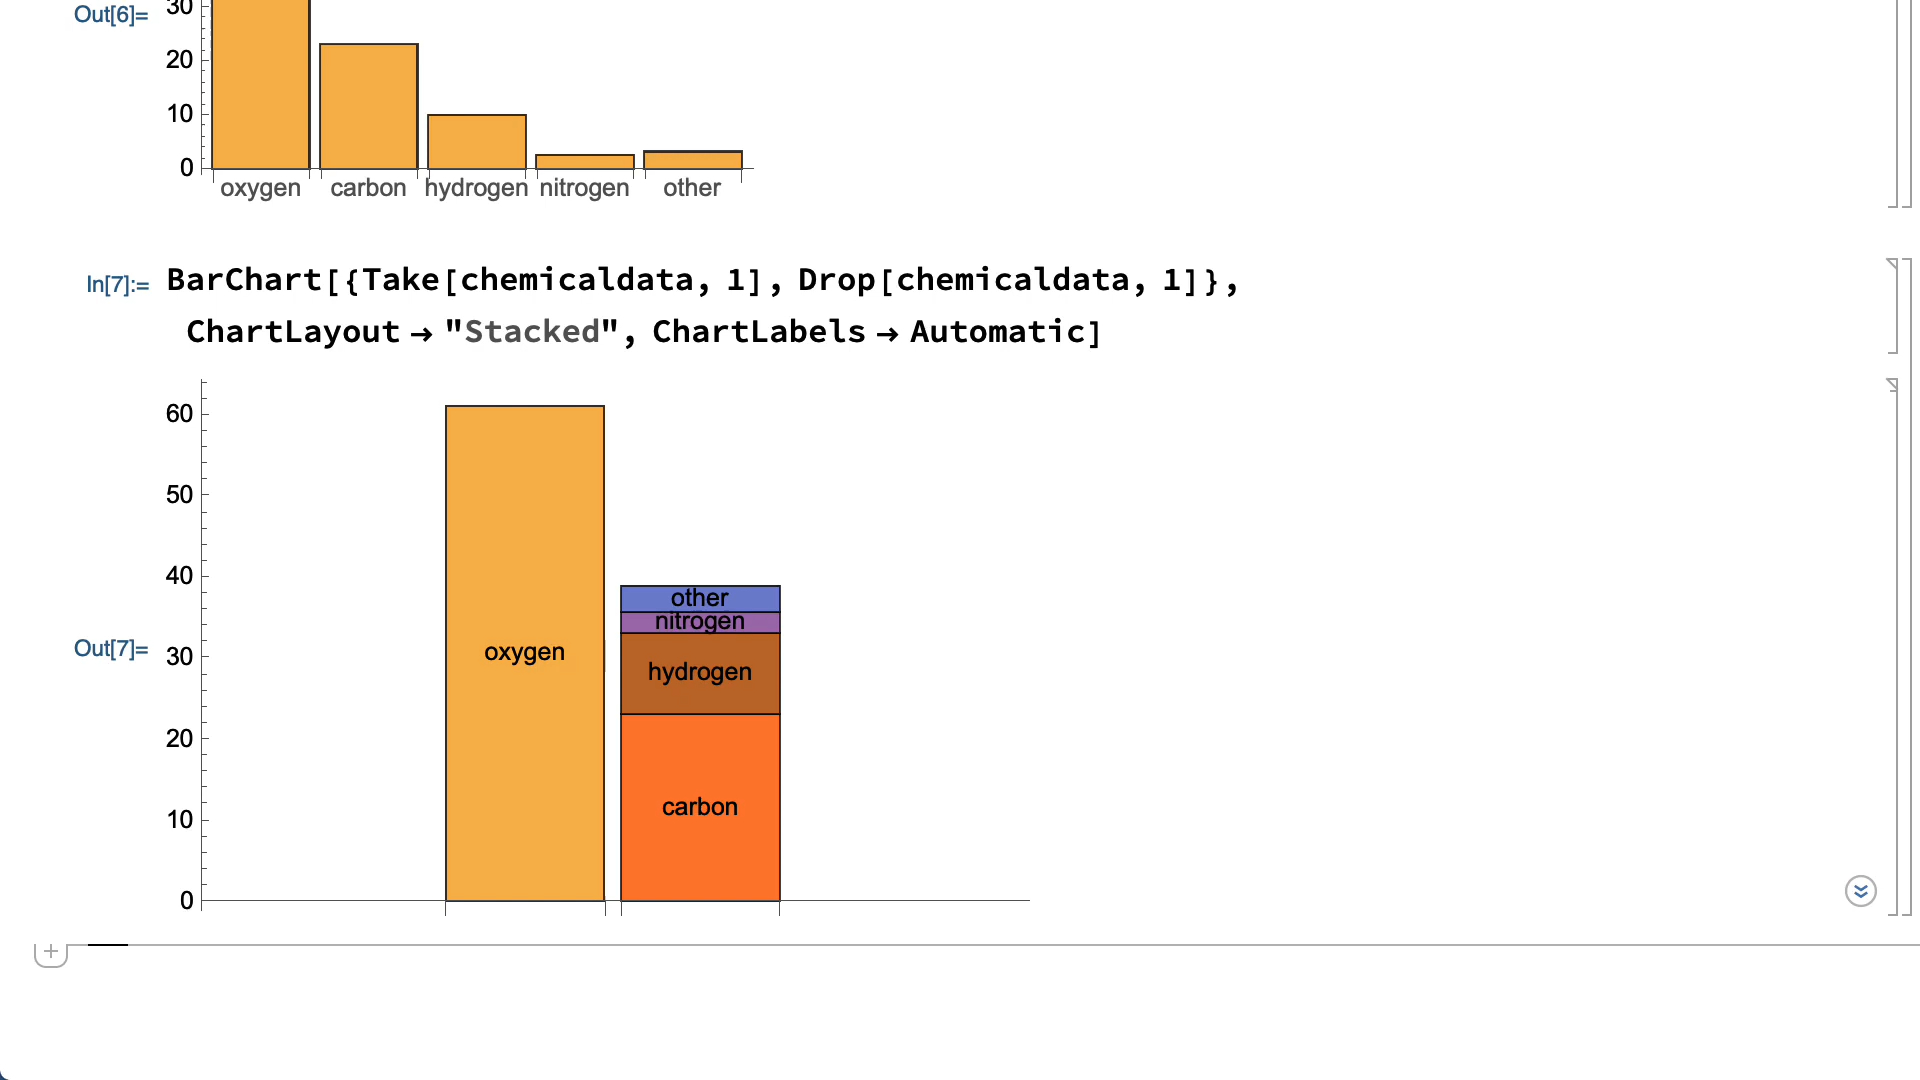 30
Out[6]=
20
10
0
oxygen carbon hydrogen nitrogen other
In[7]:= BarChart[{Take[chemicaldata, 1], Drop[chemicaldata, 1]},
ChartLayout → "Stacked", ChartLabels → Automatic]
60
50
40
other
nitrogen
Out[7]= 30 oxygen
hydrogen
20
carbon
10
0